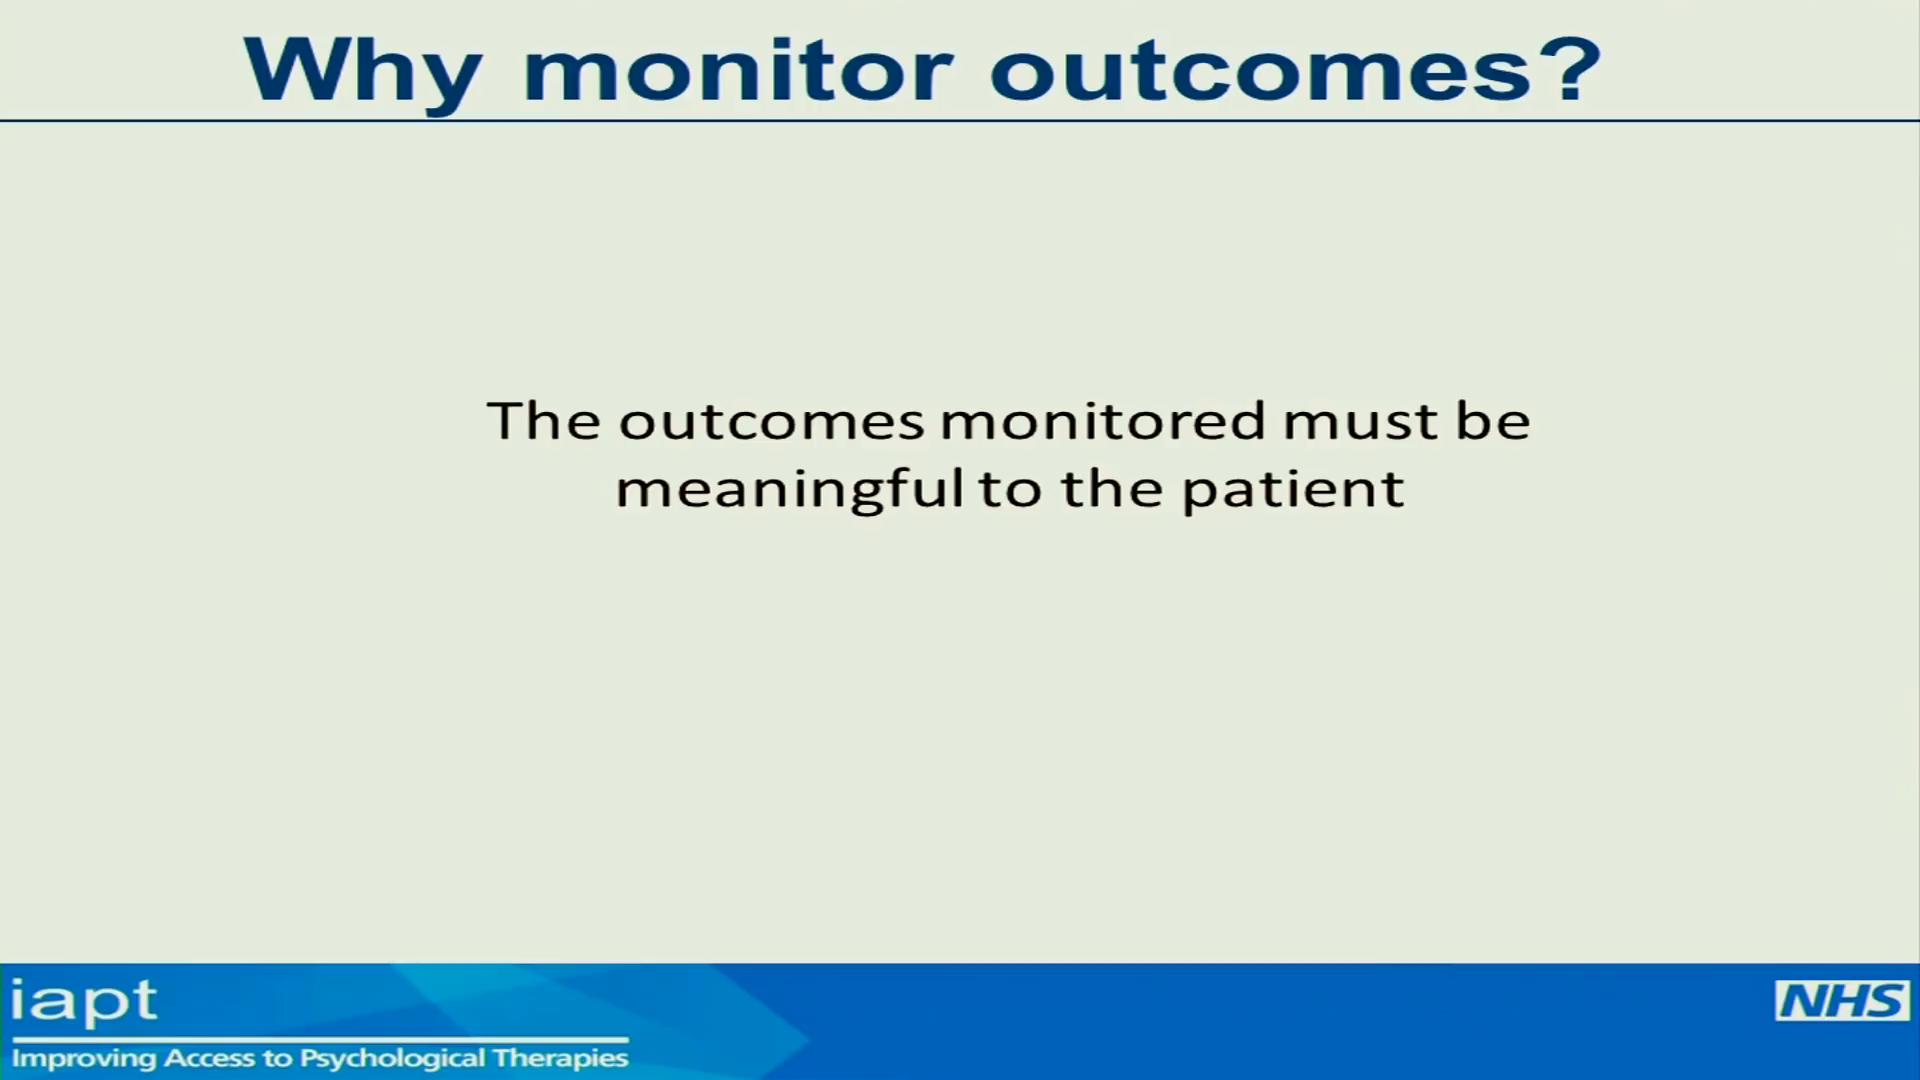 Why monitor outcomes?
The outcomes monitored must be
meaningful to the patient
iapt
Improving Access to Psychological Therapies
NHS